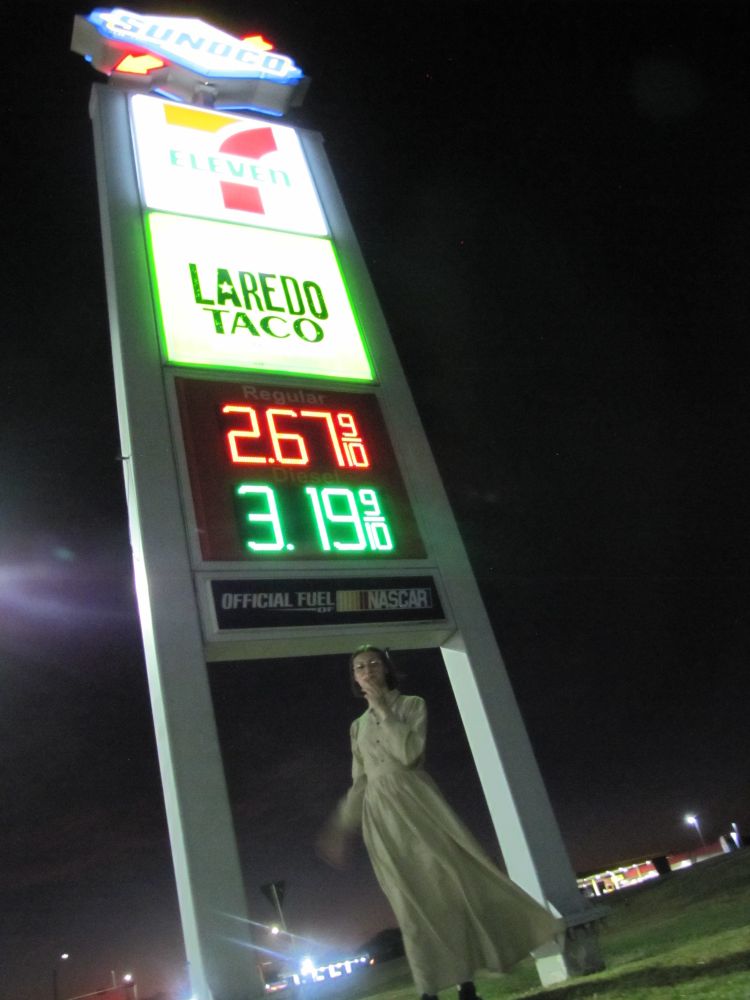 SUNOCO
7
ELEVEn
LAREDO
TACO
Regular
2.67 9/10
Diesel
3.19 9/10
OFFICIAL FUEL OF NASCAR